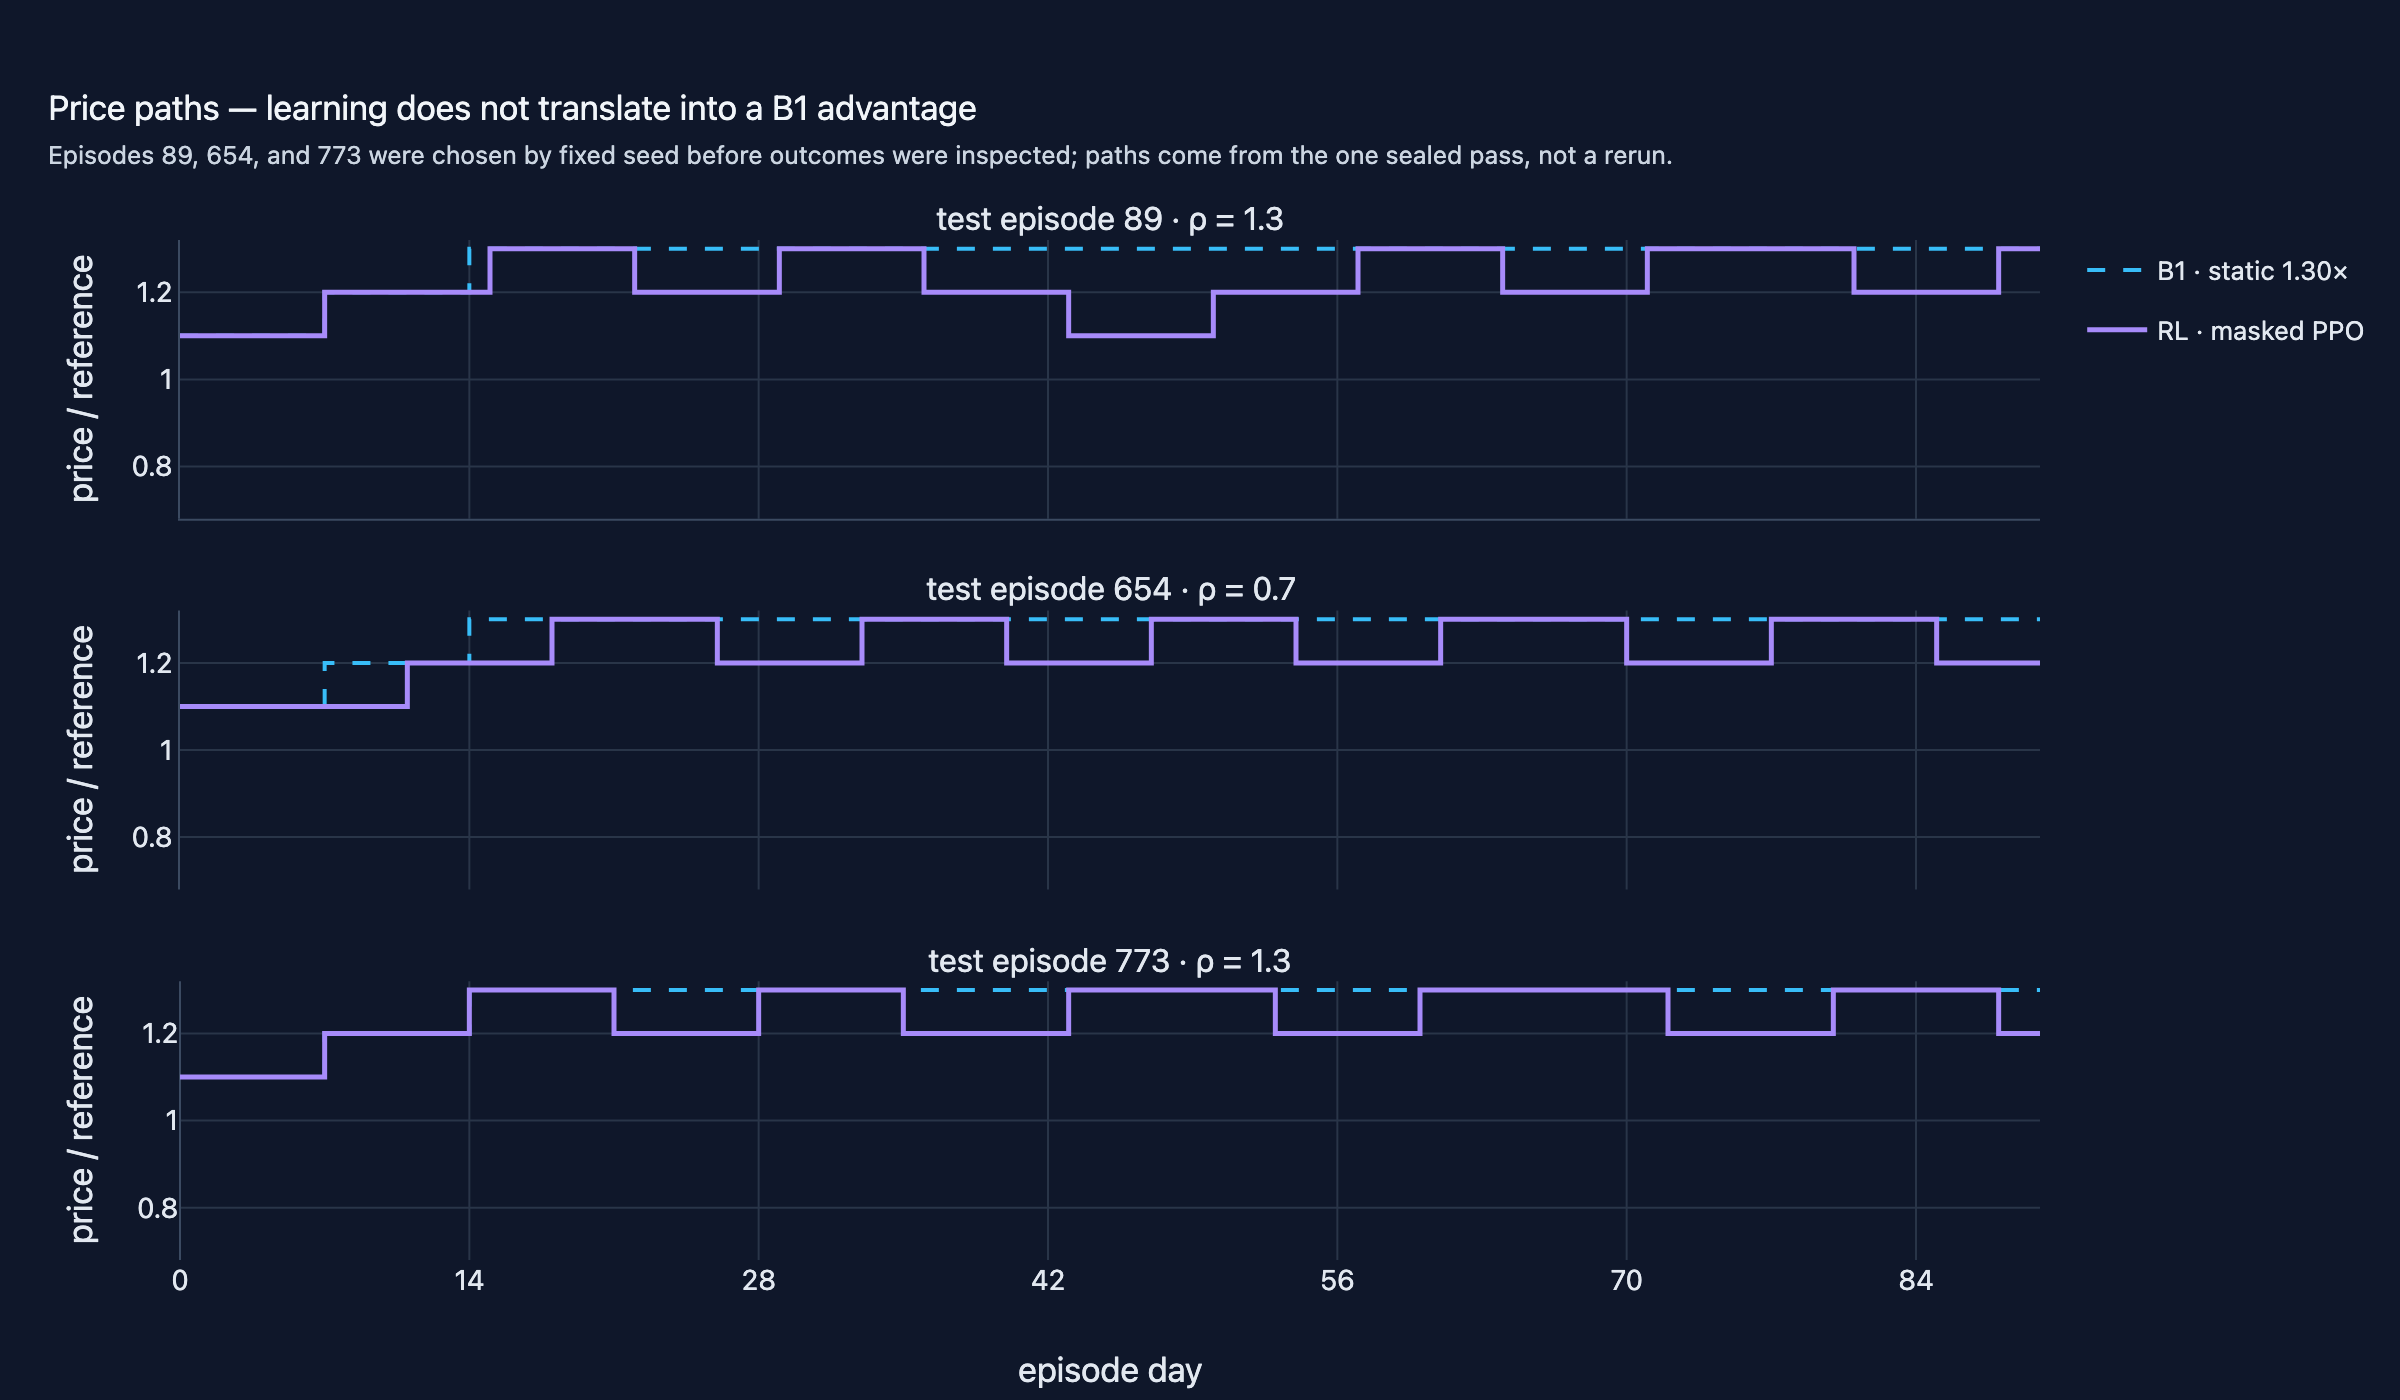 Price paths — learning does not translate into a B1 advantage
Episodes 89, 654, and 773 were chosen by fixed seed before outcomes were inspected; paths come from the one sealed pass, not a rerun.
test episode 89 · ρ = 1.3
price / reference
1.2
1
0.8
B1 · static 1.30×
RL · masked PPO
test episode 654 · ρ = 0.7
price / reference
1.2
1
0.8
test episode 773 · ρ = 1.3
price / reference
1.2
1
0.8
0 14 28 42 56 70 84
episode day